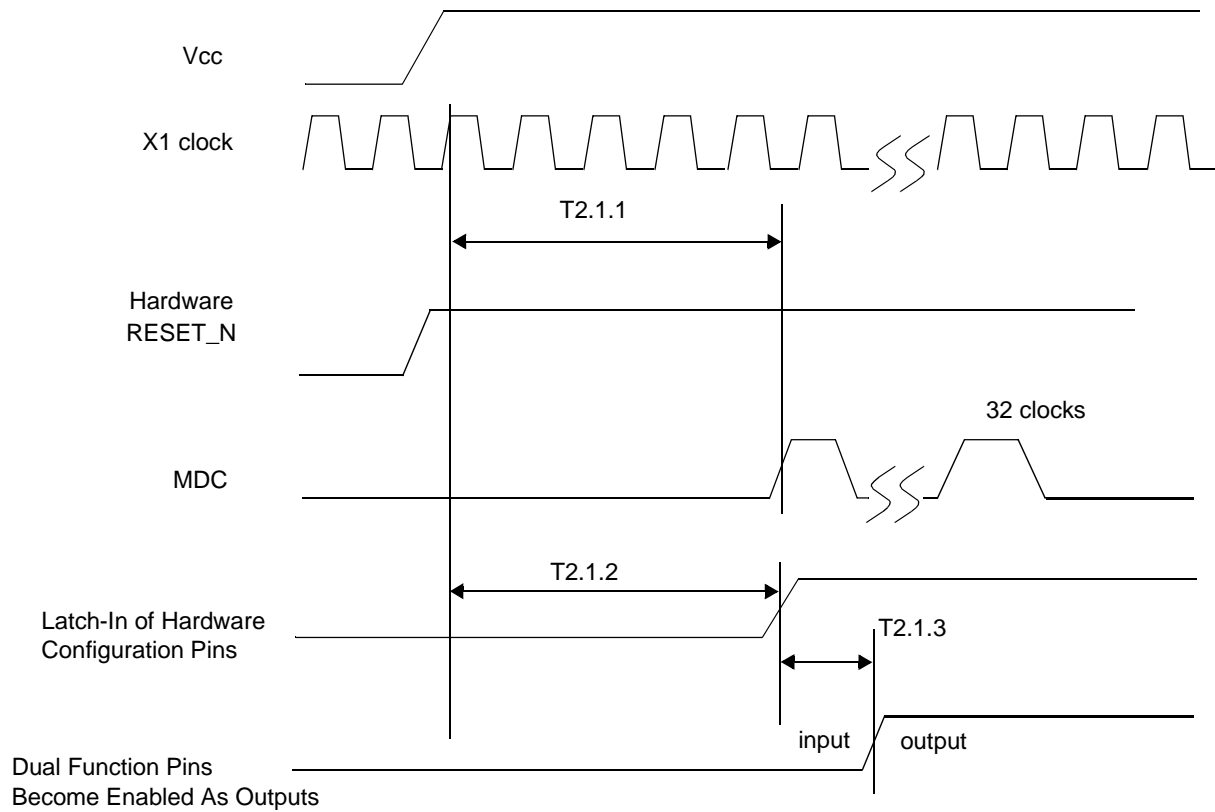 Vcc
X1 clock
T2.1.1
Hardware
RESET_N
32 clocks
MDC
T2.1.2
Latch-In of Hardware
Configuration Pins
T2.1.3
input
output
Dual Function Pins
Become Enabled As Outputs